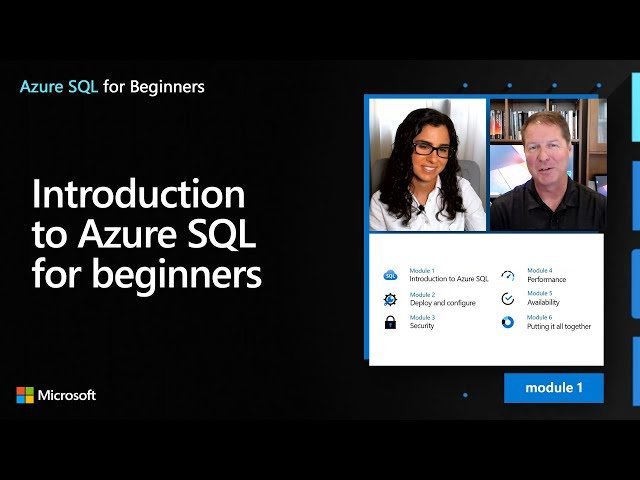 Azure SQL for Beginners
Introduction
to Azure SQL
for beginners
Module 1
Introduction to Azure SQL
Module 2
Deploy and configure
Module 3
Security
Module 4
Performance
Module 5
Availability
Module 6
Putting it all together
SQL
Microsoft
module 1